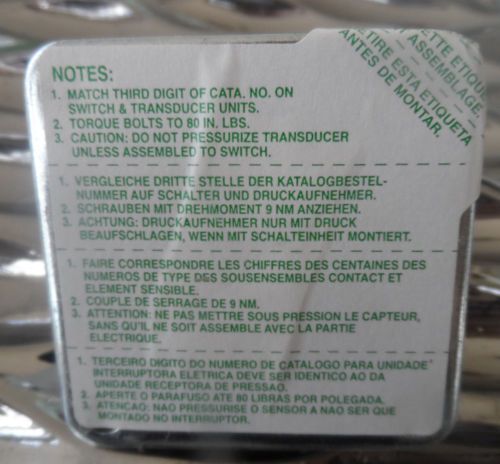 NOTES:
1. MATCH THIRD DIGIT OF CATA. NO. ON
SWITCH & TRANSDUCER UNITS.
2. TORQUE BOLTS TO 80 IN. LBS.
3. CAUTION: DO NOT PRESSURIZE TRANSDUCER
UNLESS ASSEMBLED TO SWITCH.
ETTE ETIQUE
ASSEMBLAGE
TIRE ESTA ETIQUETA
ANTES DE MONTAR.
1. VERGLEICHE DRITTE STELLE DER KATALOGBESTEL-
NUMMER AUF SCHALTER UND DRUCKAUFNEHMER.
2. SCHRAUBEN MIT DREHMOMENT 9 NM ANZIEHEN.
3. ACHTUNG: DRUCKAUFNEHMER NUR MIT DRUCK
BEAUFSCHLAGEN, WENN MIT SCHALTEINHEIT MONTIERT.
1. FAIRE CORRESPONDRE LES CHIFFRES DES CENTAINES DES
NUMEROS DE TYPE DES SOUSENSEMBLES CONTACT ET
ELEMENT SENSIBLE.
2. COUPLE DE SERRAGE DE 9 NM.
3. ATTENTION: NE PAS METTRE SOUS PRESSION LE CAPTEUR,
SANS QU'IL NE SOIT ASSEMBLE AVEC LA PARTIE
ELECTRIQUE.
1. TERCEIRO DIGITO DO NUMERO DE CATALOGO PARA UNIDADE
INTERRUPTORA ELETRICA DEVE SER IDENTICO AO DA
UNIDADE RECEPTORA DE PRESSAO.
2. APERTE O PARAFUSO ATE 80 LIBRAS POR POLEGADA.
3. ATENCAO: NAO PRESSURISE O SENSOR A NAO SER QUE
MONTADO NO INTERRUPTOR.